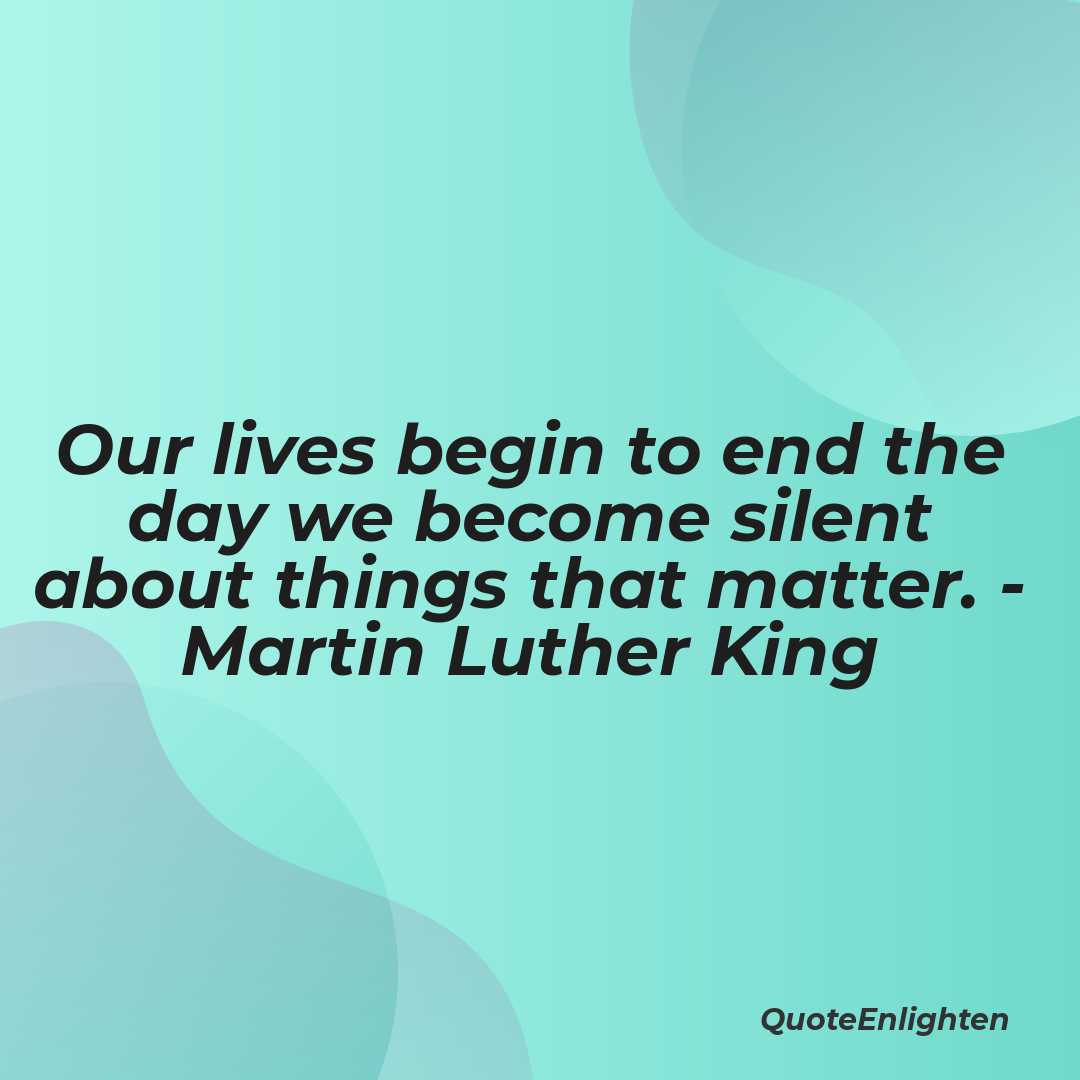 Our lives begin to end the
day we become silent
about things that matter. -
Martin Luther King
QuoteEnlighten